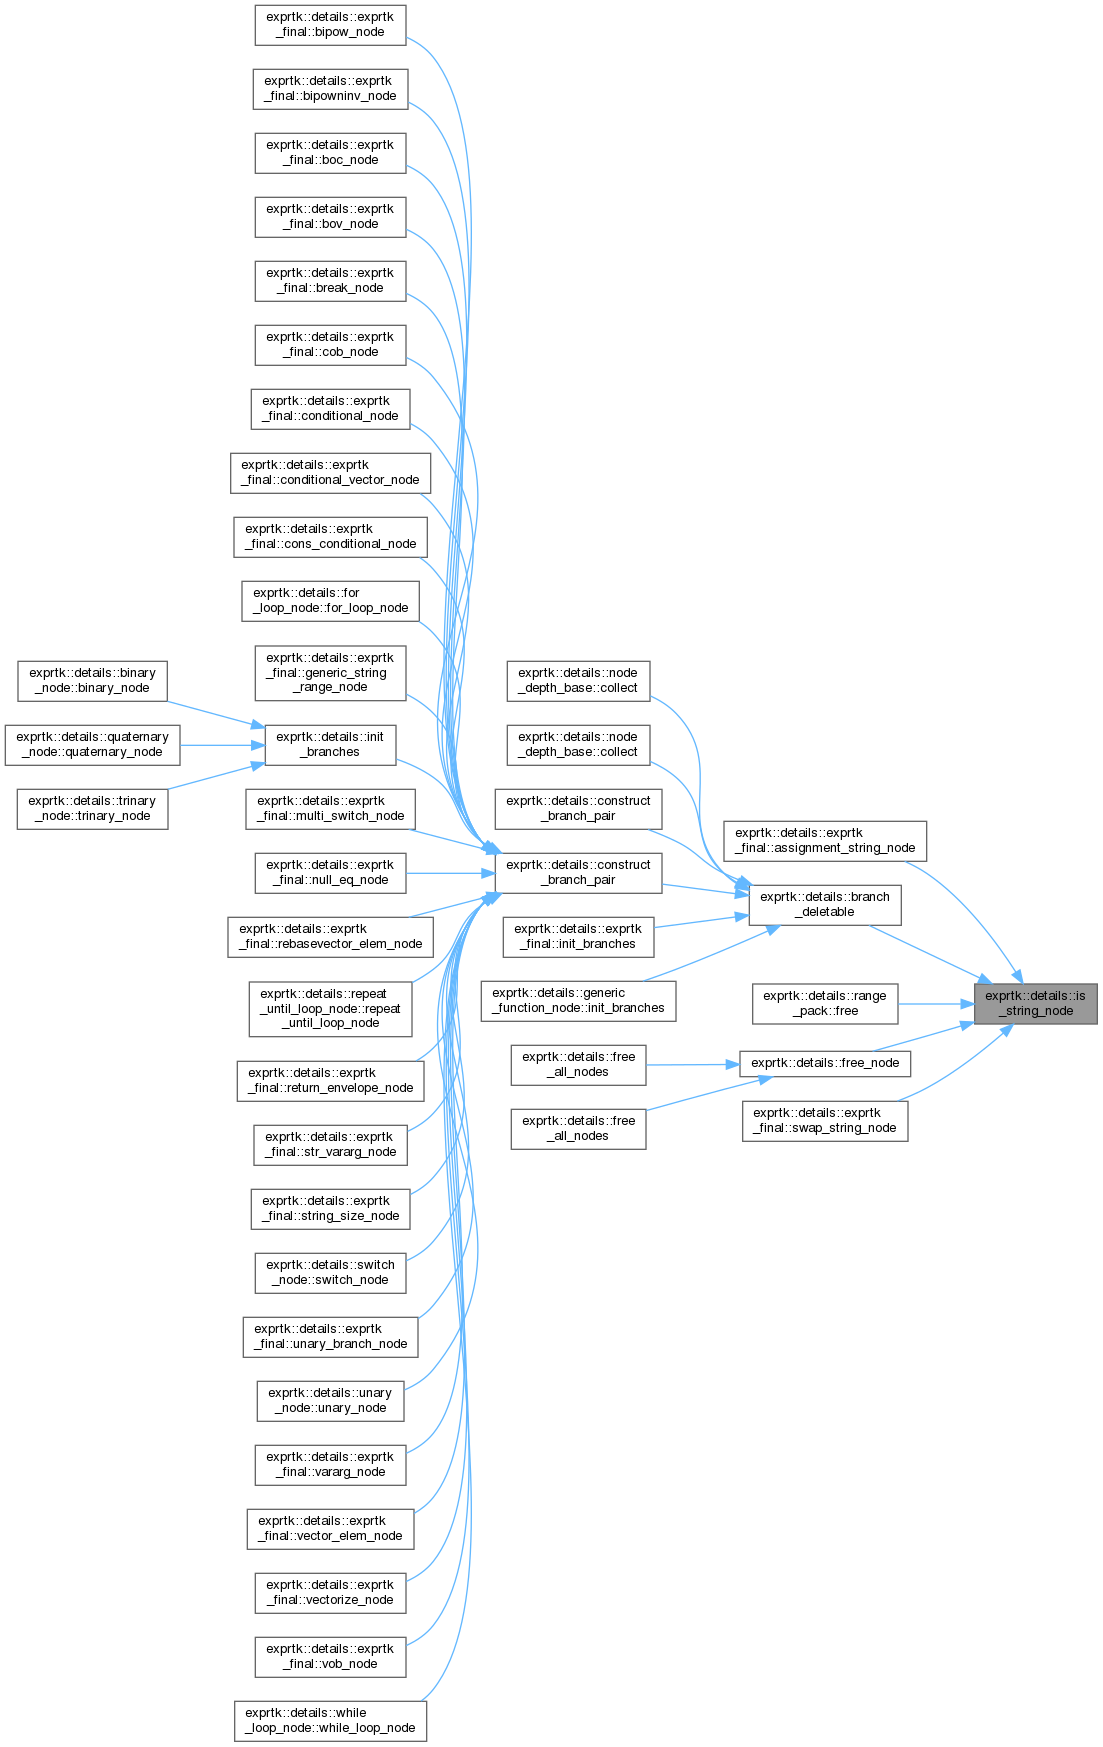 exprtk::details::exprtk
_final::bipow_node
exprtk::details::exprtk
_final::bipowninv_node
exprtk::details::exprtk
_final::boc_node
exprtk::details::exprtk
_final::bov_node
exprtk::details::exprtk
_final::break_node
exprtk::details::exprtk
_final::cob_node
exprtk::details::exprtk
_final::conditional_node
exprtk::details::exprtk
_final::conditional_vector_node
exprtk::details::exprtk
_final::cons_conditional_node
exprtk::details::for
_loop_node::for_loop_node
exprtk::details::exprtk
_final::generic_string
_range_node
exprtk::details::binary
_node::binary_node
exprtk::details::quaternary
_node::quaternary_node
exprtk::details::trinary
_node::trinary_node
exprtk::details::init
_branches
exprtk::details::exprtk
_final::multi_switch_node
exprtk::details::exprtk
_final::null_eq_node
exprtk::details::exprtk
_final::rebasevector_elem_node
exprtk::details::repeat
_until_loop_node::repeat
_until_loop_node
exprtk::details::exprtk
_final::return_envelope_node
exprtk::details::exprtk
_final::str_vararg_node
exprtk::details::exprtk
_final::string_size_node
exprtk::details::switch
_node::switch_node
exprtk::details::exprtk
_final::unary_branch_node
exprtk::details::unary
_node::unary_node
exprtk::details::exprtk
_final::vararg_node
exprtk::details::exprtk
_final::vector_elem_node
exprtk::details::exprtk
_final::vectorize_node
exprtk::details::exprtk
_final::vob_node
exprtk::details::while
_loop_node::while_loop_node
exprtk::details::node
_depth_base::collect
exprtk::details::node
_depth_base::collect
exprtk::details::construct
_branch_pair
exprtk::details::construct
_branch_pair
exprtk::details::exprtk
_final::init_branches
exprtk::details::generic
_function_node::init_branches
exprtk::details::free
_all_nodes
exprtk::details::free
_all_nodes
exprtk::details::exprtk
_final::assignment_string_node
exprtk::details::branch
_deletable
exprtk::details::range
_pack::free
exprtk::details::free_node
exprtk::details::exprtk
_final::swap_string_node
exprtk::details::is
_string_node